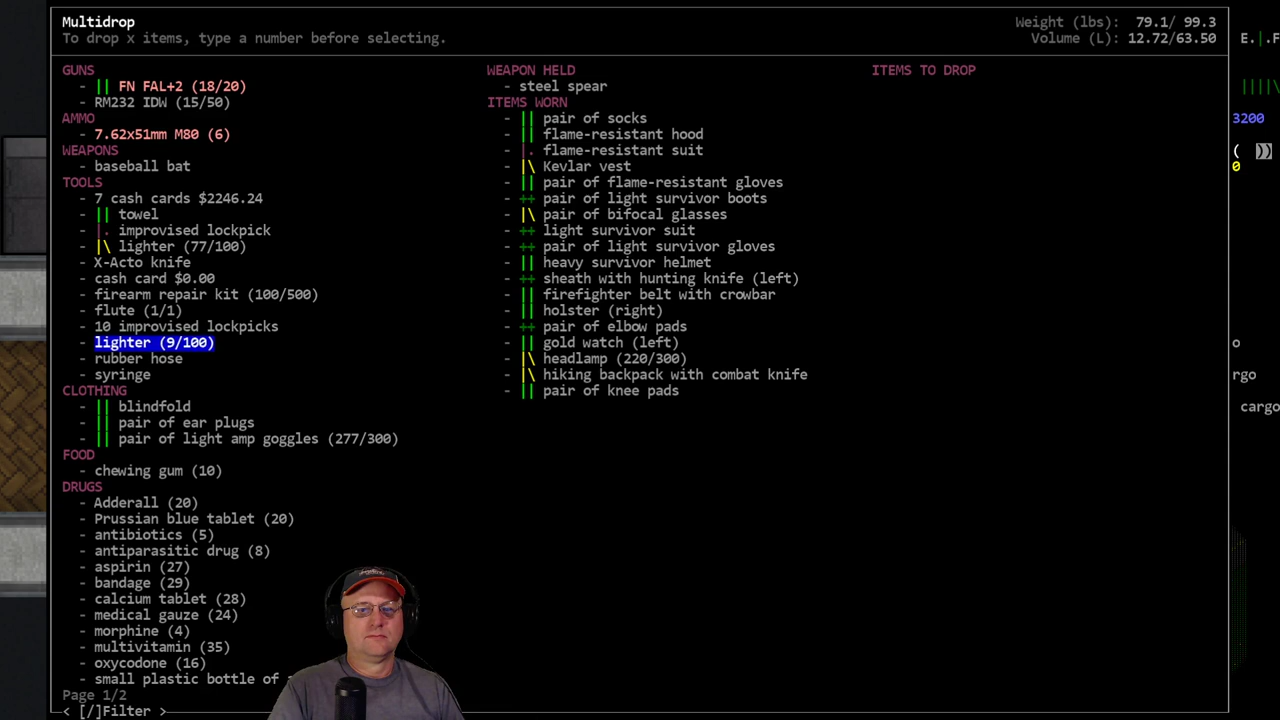 Multidrop
To drop x items, type a number before selecting.
Weight (lbs): 79.1/ 99.3
Volume (L): 12.72/63.50
GUNS
- || FN FAL+2 (18/20)
- RM232 IDW (15/50)
AMMO
- 7.62x51mm M80 (6)
WEAPONS
- baseball bat
TOOLS
- 7 cash cards $2246.24
- || towel
- |. improvised lockpick
- |\ lighter (77/100)
- X-Acto knife
- cash card $0.00
- firearm repair kit (100/500)
- flute (1/1)
- 10 improvised lockpicks
- lighter (9/100)
- rubber hose
- syringe
CLOTHING
- || blindfold
- || pair of ear plugs
- || pair of light amp goggles (277/300)
FOOD
- chewing gum (10)
DRUGS
- Adderall (20)
- Prussian blue tablet (20)
- antibiotics (5)
- antiparasitic drug (8)
- aspirin (27)
- bandage (29)
- calcium tablet (28)
- medical gauze (24)
- morphine (4)
- multivitamin (35)
- oxycodone (16)
- small plastic bottle of
Page 1/2
< [/]Filter >
WEAPON HELD
- steel spear
ITEMS WORN
- || pair of socks
- || flame-resistant hood
- |. flame-resistant suit
- |\ Kevlar vest
- || pair of flame-resistant gloves
- ++ pair of light survivor boots
- |\ pair of bifocal glasses
- ++ light survivor suit
- ++ pair of light survivor gloves
- || heavy survivor helmet
- ++ sheath with hunting knife (left)
- || firefighter belt with crowbar
- || holster (right)
- ++ pair of elbow pads
- || gold watch (left)
- |\ headlamp (220/300)
- |\ hiking backpack with combat knife
- || pair of knee pads
ITEMS TO DROP
E.|.F
||||\
3200
( ))
0
o
rgo
cargo